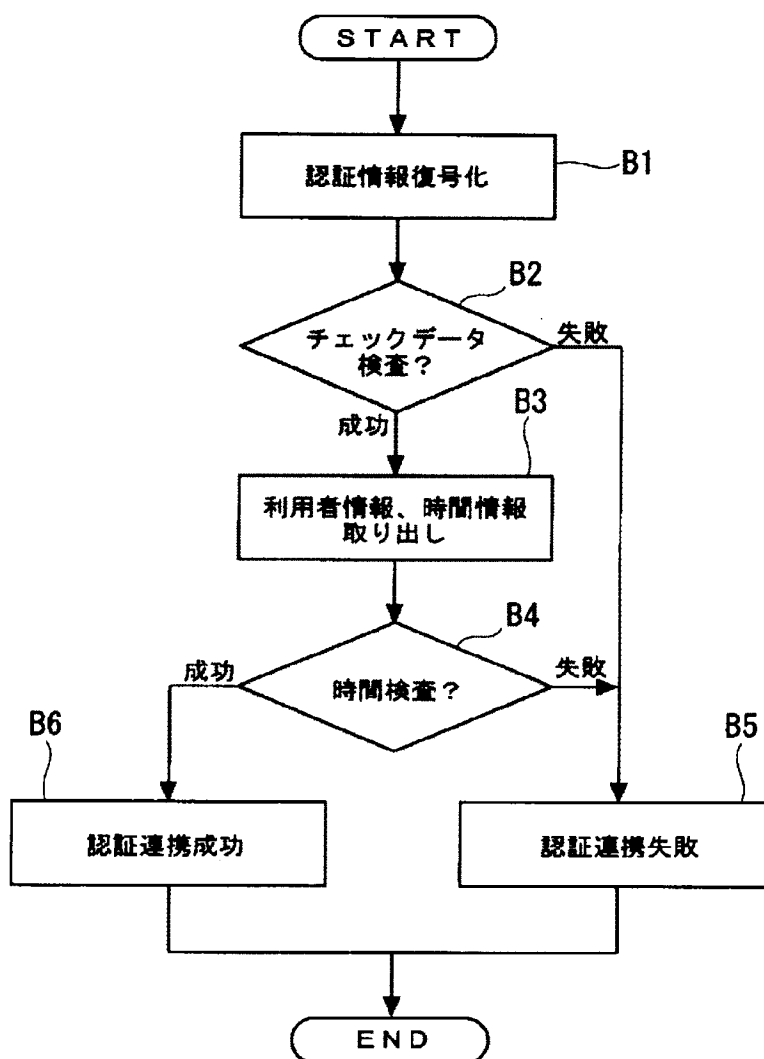 START
B1
認証情報復号化
B2
チェックデータ
検査?
失敗
成功
B3
利用者情報、時間情報
取り出し
B4
成功
時間検査?
失敗
B6
B5
認証連携成功
認証連携失敗
END